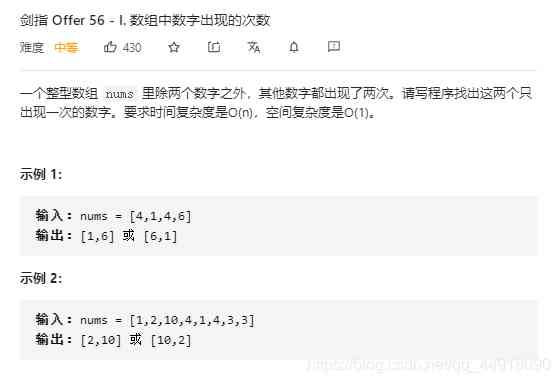 剑指 Offer 56 - I. 数组中数字出现的次数
难度 中等 430
一个整型数组 nums 里除两个数字之外，其他数字都出现了两次。请写程序找出这两个只
出现一次的数字。要求时间复杂度是O(n)，空间复杂度是O(1)。
示例 1：
输入：nums = [4,1,4,6]
输出：[1,6] 或 [6,1]
示例 2：
输入：nums = [1,2,10,4,1,4,3,3]
输出：[2,10] 或 [10,2]